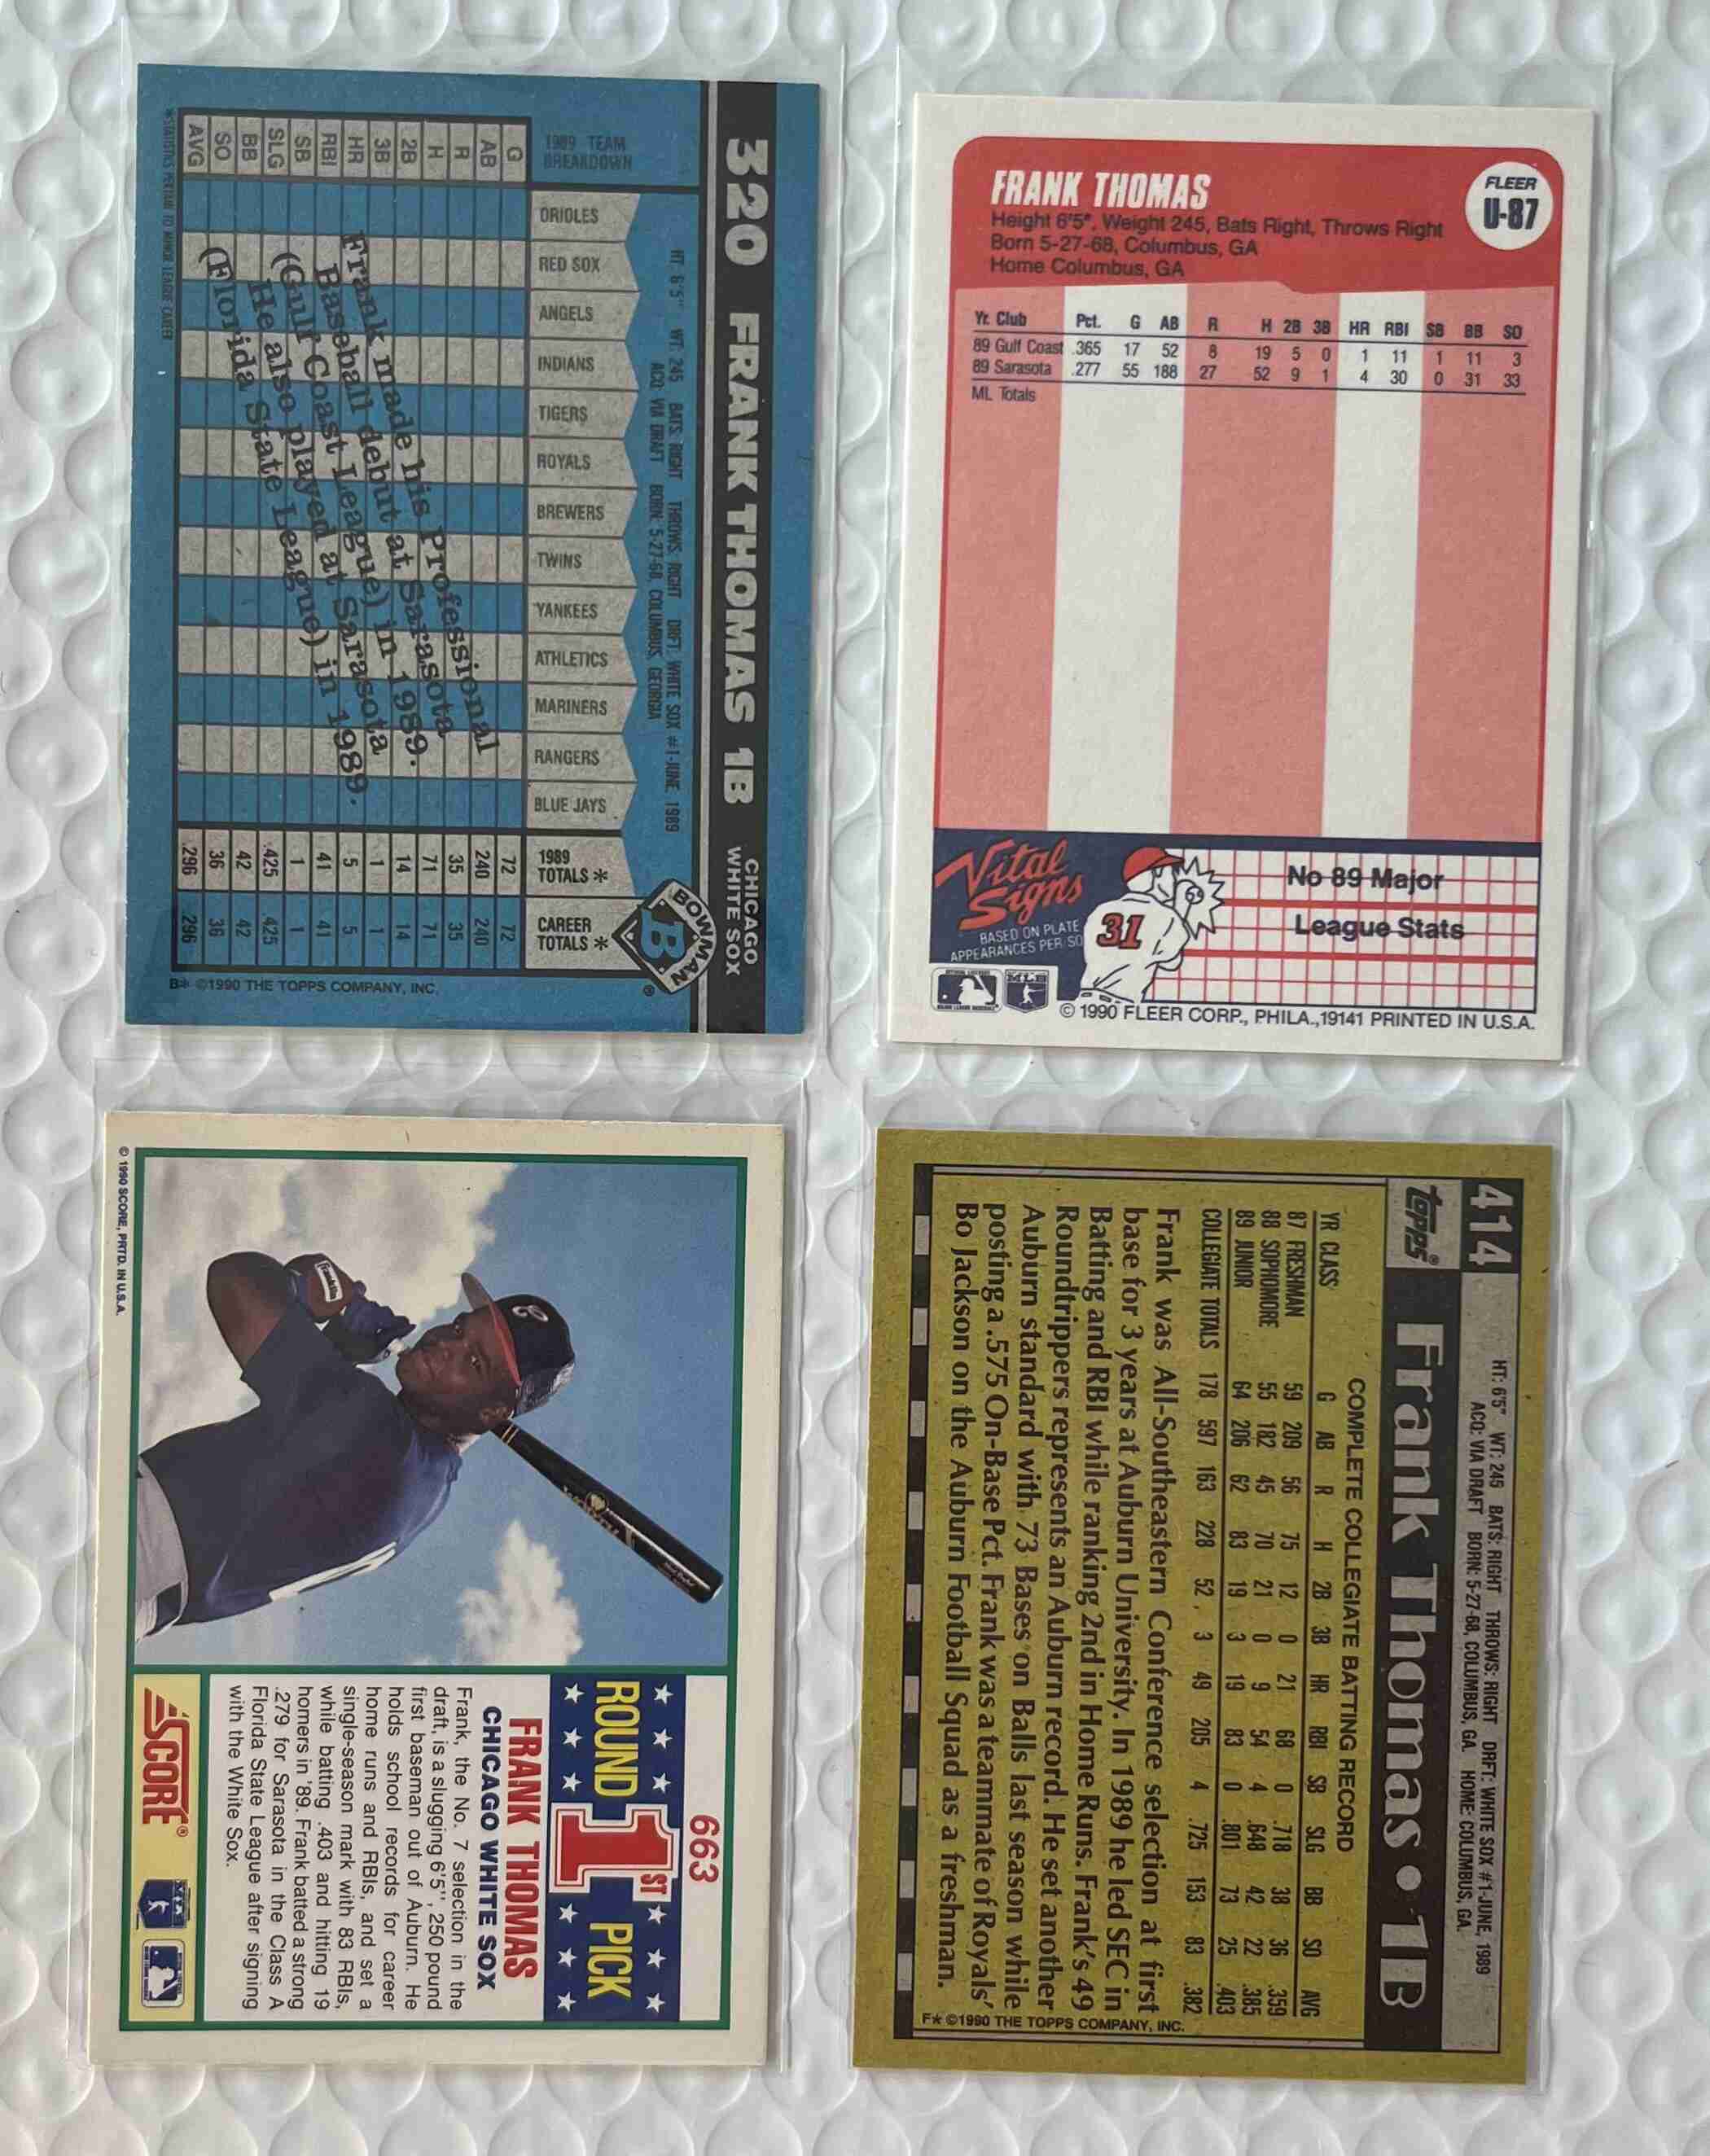 320 FRANK THOMAS 1B CHICAGO WHITE SOX
HT: 6'5" WT: 245 BATS: RIGHT THROWS: RIGHT DRFT: WHITE SOX #1-JUNE, 1989
ACQ: VIA DRAFT BORN: 5-27-68, COLUMBUS, GEORGIA
1989 TEAM BREAKDOWN ORIOLES RED SOX ANGELS INDIANS TIGERS ROYALS BREWERS TWINS YANKEES ATHLETICS MARINERS RANGERS BLUE JAYS 1989 TOTALS * CAREER TOTALS *
G 72 72
AB 240 240
R 35 35
H 71 71
2B 14 14
3B 1 1
HR 5 5
RBI 41 41
SB 1 1
SLG .425 .425
BB 42 42
SO 36 36
AVG .296 .296
Frank made his Professional
Baseball debut at Sarasota
(Gulf Coast League) in 1989.
He also played at Sarasota
(Florida State League) in 1989.
*STATISTICS PERTAIN TO MINOR LEAGUE CAREER
BOWMAN
B
®
B* ©1990 THE TOPPS COMPANY, INC.
FLEER
U-87
FRANK THOMAS
Height 6'5", Weight 245, Bats Right, Throws Right
Born 5-27-68, Columbus, GA
Home Columbus, GA
Yr. Club Pct. G AB R H 2B 3B HR RBI SB BB SO
89 Gulf Coast .365 17 52 8 19 5 0 1 11 1 11 3
89 Sarasota .277 55 188 27 52 9 1 4 30 0 31 33
ML Totals
Vital
Signs
BASED ON PLATE
APPEARANCES PER SO
31
No 89 Major
League Stats
MLB
© 1990 FLEER CORP., PHILA.,19141 PRINTED IN U.S.A.
663
ROUND 1ST PICK
FRANK THOMAS
CHICAGO WHITE SOX
Frank, the No. 7 selection in the
draft, is a slugging 6'5", 250 pound
first baseman out of Auburn. He
holds school records for career
home runs and RBIs, and set a
single-season mark with 83 RBIs,
while batting .403 and hitting 19
homers in '89. Frank batted a strong
.279 for Sarasota in the Class A
Florida State League after signing
with the White Sox.
SCORE®
© 1990 SCORE, PRTD. IN U.S.A.
414
HT: 6'5" WT: 245 BATS: RIGHT THROWS: RIGHT DRFT: WHITE SOX #1-JUNE, 1989
ACQ: VIA DRAFT BORN: 5-27-68, COLUMBUS, GA. HOME: COLUMBUS, GA.
TOPPS®
Frank Thomas • 1B
COMPLETE COLLEGIATE BATTING RECORD
YR CLASS G AB R H 2B 3B HR RBI SB SLG BB SO AVG
87 FRESHMAN 59 209 56 75 12 0 21 68 0 .718 38 36 .359
88 SOPHOMORE 55 182 45 70 21 0 9 54 4 .648 42 22 .385
89 JUNIOR 64 206 62 83 19 3 19 83 0 .801 73 25 .403
COLLEGIATE TOTALS 178 597 163 228 52 3 49 205 4 .725 153 83 .382
Frank was All-Southeastern Conference selection at first
base for 3 years at Auburn University. In 1989 he led SEC in
Batting and RBI while ranking 2nd in Home Runs. Frank's 49
Roundtrippers represents an Auburn record. He set another
Auburn standard with 73 Bases on Balls last season while
posting a .575 On-Base Pct. Frank was a teammate of Royals'
Bo Jackson on the Auburn Football Squad as a freshman.
F* ©1990 THE TOPPS COMPANY, INC.